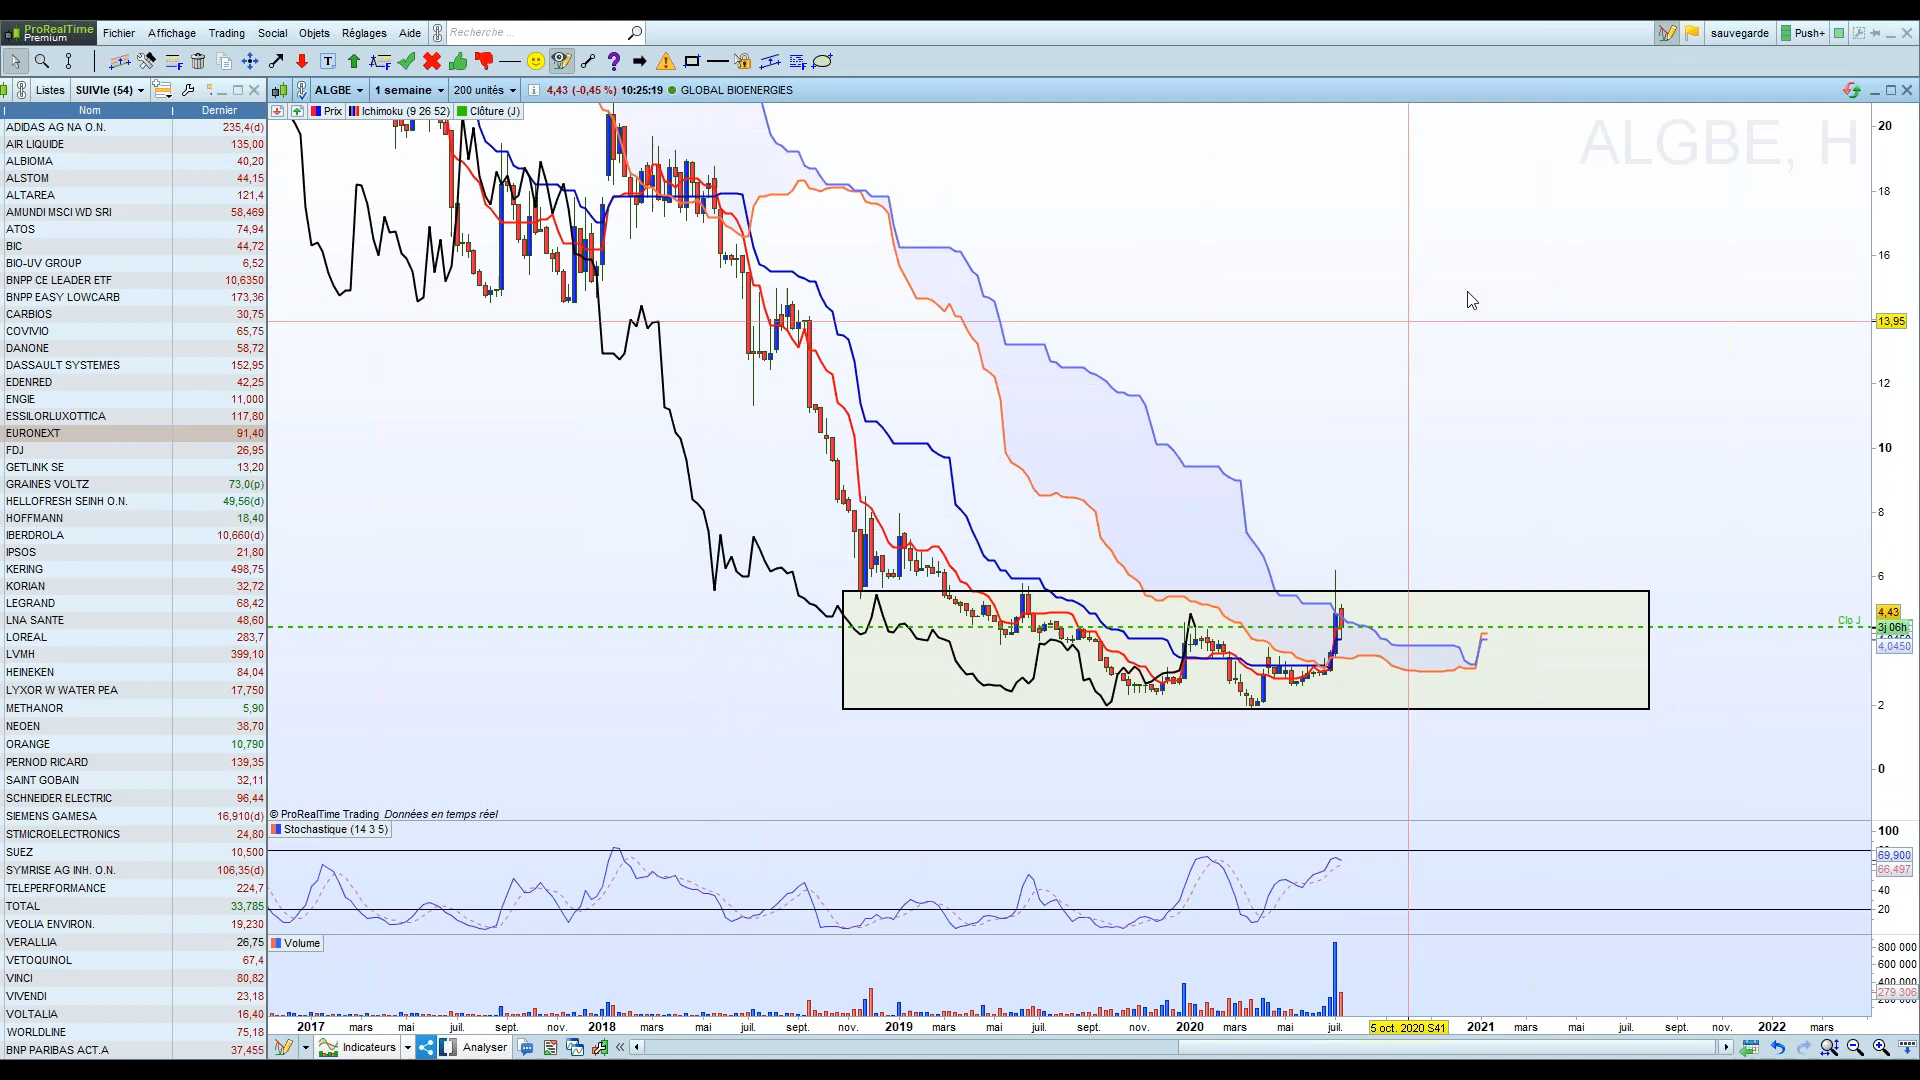 ProRealTime Premium Fichier Affichage Trading Social Objets Réglages Aide Recherche ... sauvegarde Push+
Listes SUIVIe (54) ALGBE 1 semaine 200 unités 4,43 (-0,45 %) 10:25:19 GLOBAL BIOENERGIES
Nom Dernier
Prix Ichimoku (9 26 52) Clôture (J)
ALGBE, H
ADIDAS AG NA O.N. 235,4(d)
AIR LIQUIDE 135,00
ALBIOMA 40,20
ALSTOM 44,15
ALTAREA 121,4
AMUNDI MSCI WD SRI 58,469
ATOS 74,94
BIC 44,72
BIO-UV GROUP 6,52
BNPP CE LEADER ETF 10,6350
BNPP EASY LOWCARB 173,36
CARBIOS 30,75
COVIVIO 65,75
DANONE 58,72
DASSAULT SYSTEMES 152,95
EDENRED 42,25
ENGIE 11,000
ESSILORLUXOTTICA 117,80
EURONEXT 91,40
FDJ 26,95
GETLINK SE 13,20
GRAINES VOLTZ 73,0(p)
HELLOFRESH SEINH O.N. 49,56(d)
HOFFMANN 18,40
IBERDROLA 10,660(d)
IPSOS 21,80
KERING 498,75
KORIAN 32,72
LEGRAND 68,42
LNA SANTE 48,60
LOREAL 283,7
LVMH 399,10
HEINEKEN 84,04
LYXOR W WATER PEA 17,750
METHANOR 5,90
NEOEN 38,70
ORANGE 10,790
PERNOD RICARD 139,35
SAINT GOBAIN 32,11
SCHNEIDER ELECTRIC 96,44
SIEMENS GAMESA 16,910(d)
STMICROELECTRONICS 24,80
SUEZ 10,500
SYMRISE AG INH. O.N. 106,35(d)
TELEPERFORMANCE 224,7
TOTAL 33,785
VEOLIA ENVIRON. 19,230
VERALLIA 26,75
VETOQUINOL 67,4
VINCI 80,82
VIVENDI 23,18
VOLTALIA 16,40
WORLDLINE 75,18
BNP PARIBAS ACT.A 37,455
20
18
16
13,95
12
10
8
6
4,43
Clo J 3j 06h
4,0450
2
0
© ProRealTime Trading Données en temps réel
Stochastique (14 3 5)
100
69,900
66,497
40
20
Volume
800 000
600 000
400 000
279 306
2017 mars mai juil. sept. nov. 2018 mars mai juil. sept. nov. 2019 mars mai juil. sept. nov. 2020 mars mai juil. 5 oct. 2020 S41 2021 mars mai juil. sept. nov. 2022 mars
Indicateurs Analyser